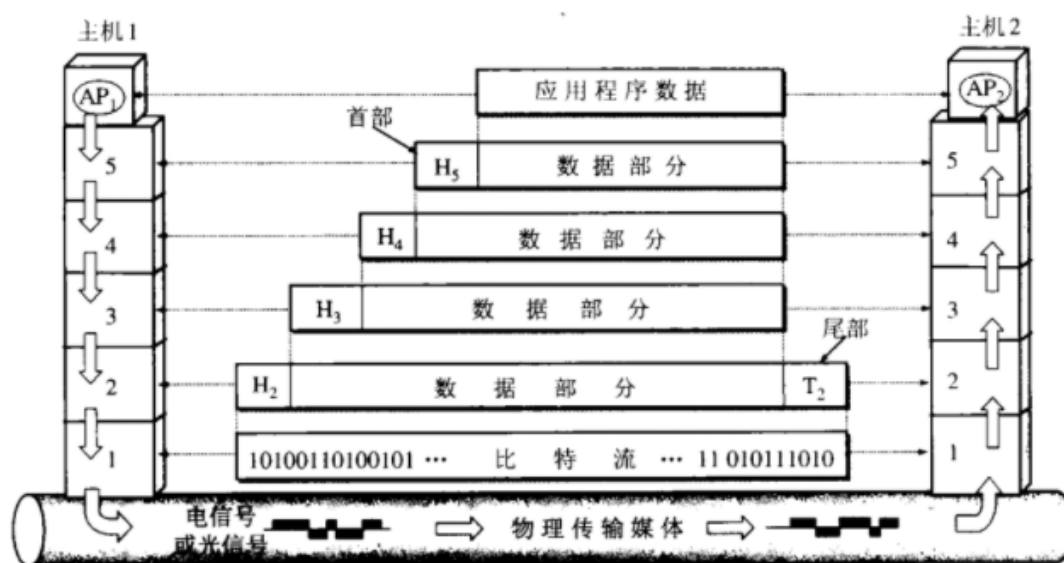 主机1
主机2
AP₁
应用程序数据
AP₂
首部
5
H₅
数据部分
5
4
H₄
数据部分
4
3
H₃
数据部分
3
尾部
2
H₂
数据部分
T₂
2
1
10100110100101 ··· 比特流 ··· 11 010111010
1
电信号
或光信号
物理传输媒体